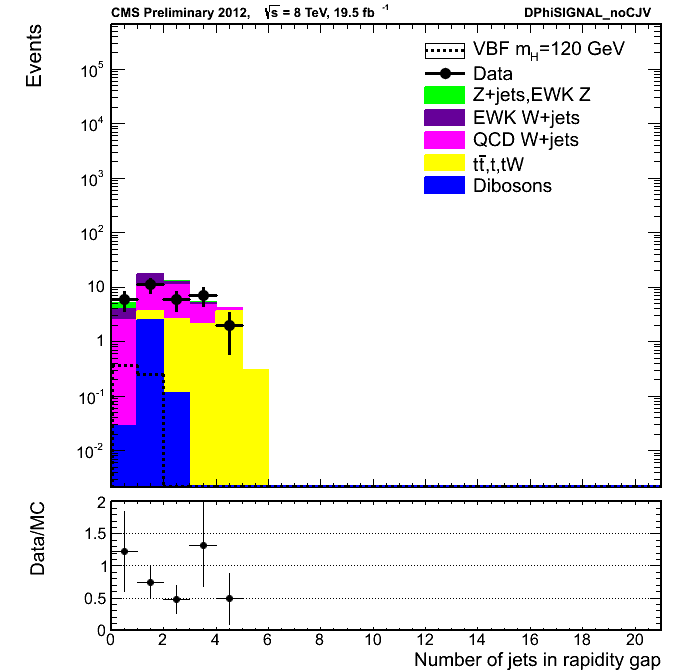 CMS Preliminary 2012, √s = 8 TeV, 19.5 fb⁻¹ DPhiSIGNAL_noCJV
Events
VBF m_H=120 GeV
Data
Z+jets,EWK Z
EWK W+jets
QCD W+jets
tt̄,t,tW
Dibosons
10⁵
10⁴
10³
10²
10
1
10⁻¹
10⁻²
Data/MC
2
1.5
1
0.5
0
0 2 4 6 8 10 12 14 16 18 20
Number of jets in rapidity gap